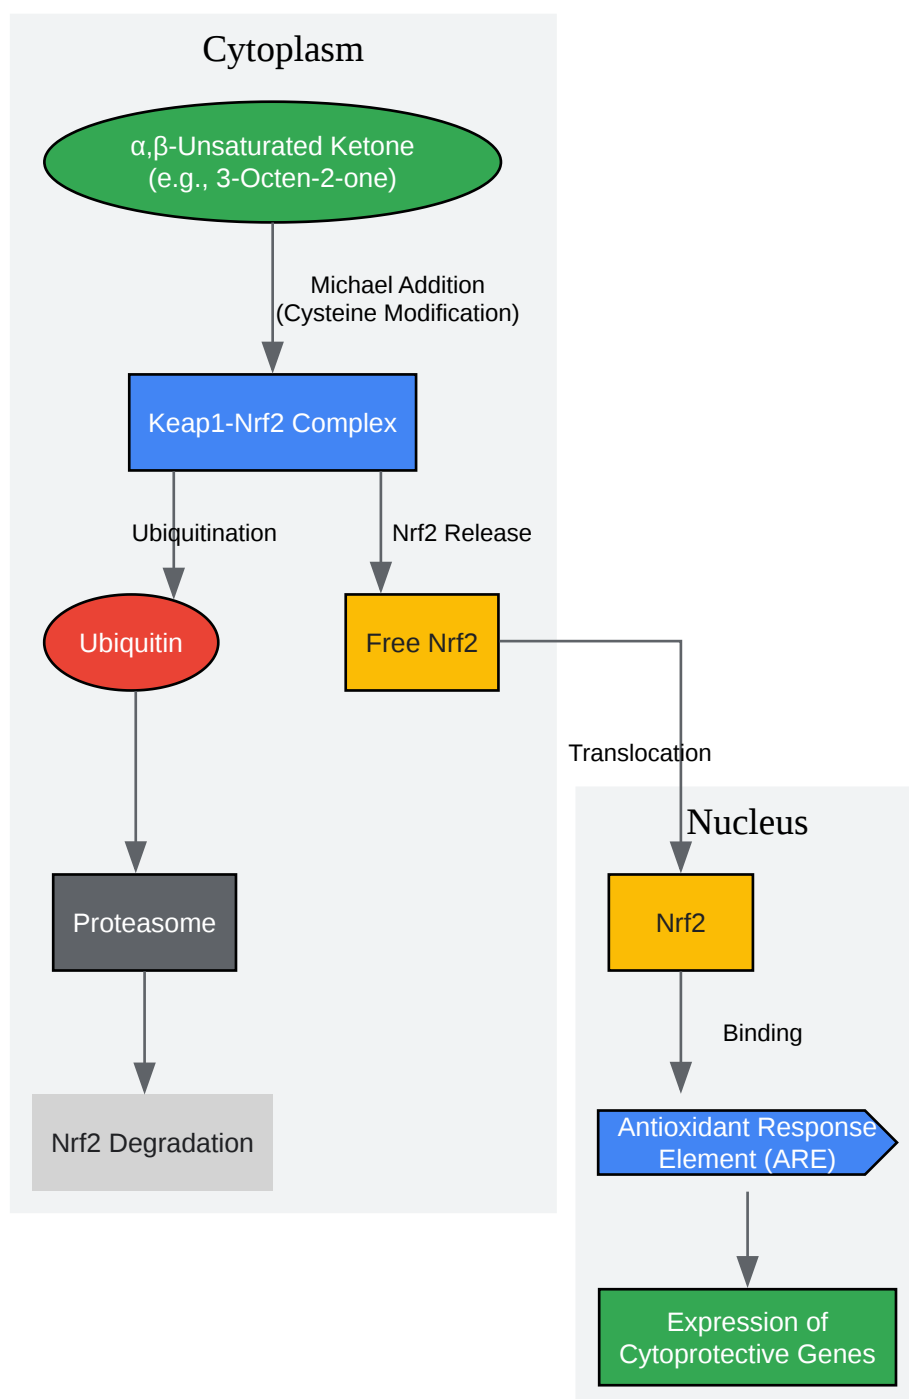 Cytoplasm
α,β-Unsaturated Ketone
(e.g., 3-Octen-2-one)
Michael Addition
(Cysteine Modification)
Keap1-Nrf2 Complex
Ubiquitination
Nrf2 Release
Ubiquitin
Free Nrf2
Translocation
Nucleus
Proteasome
Nrf2
Binding
Nrf2 Degradation
Antioxidant Response
Element (ARE)
Expression of
Cytoprotective Genes